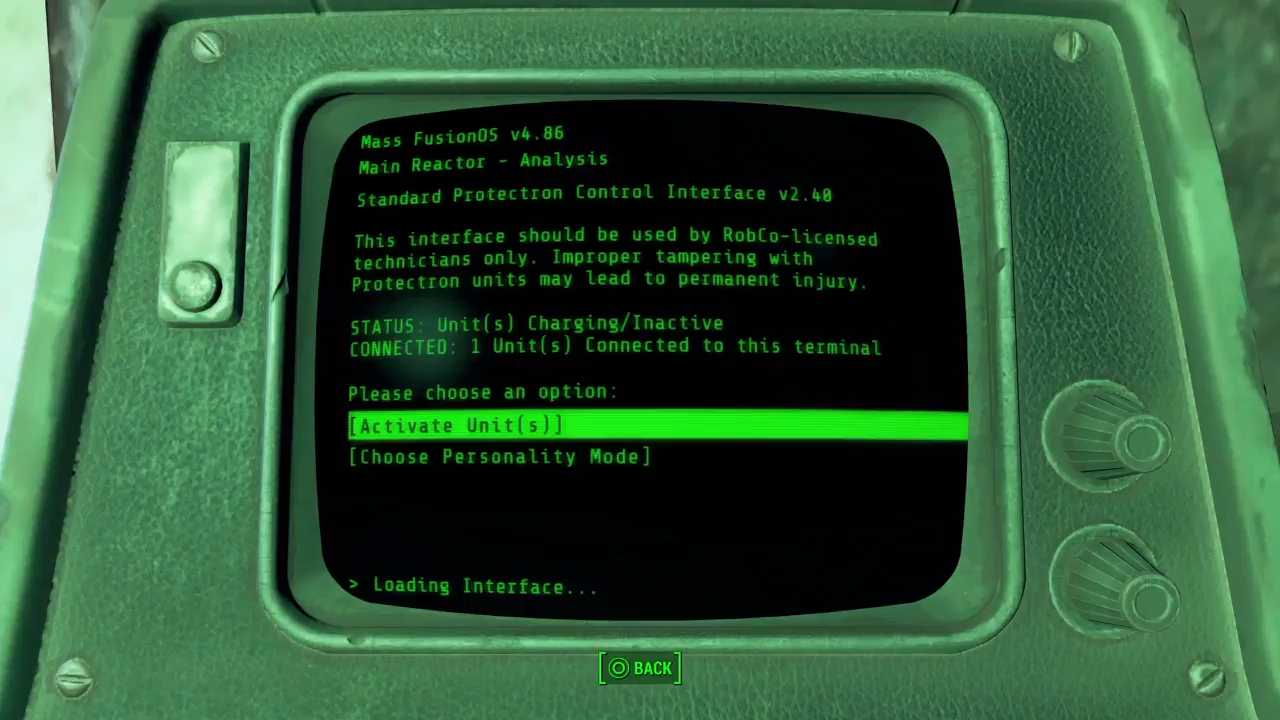 Mass FusionOS v4.86
Main Reactor - Analysis
Standard Protectron Control Interface v2.40
This interface should be used by RobCo-licensed
technicians only. Improper tampering with
Protectron units may lead to permanent injury.
STATUS: Unit(s) Charging/Inactive
CONNECTED: 1 Unit(s) Connected to this terminal
Please choose an option:
[Activate Unit(s)]
[Choose Personality Mode]
> Loading Interface...
BACK